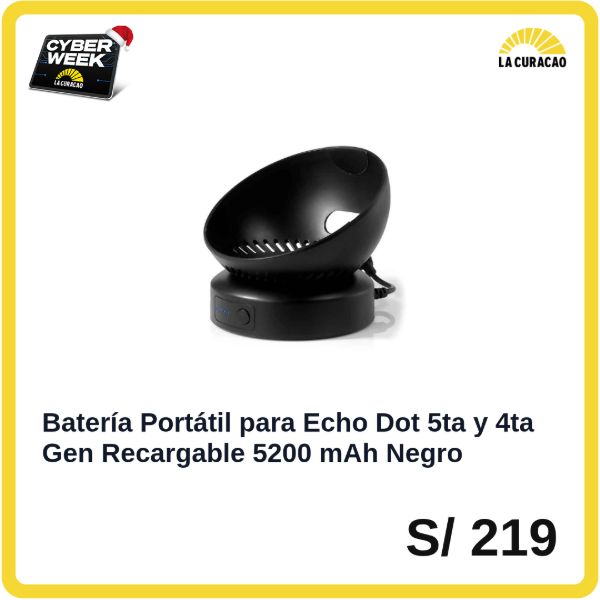 CYBER
WEEK
LA CURACAO
LA CURACAO
Batería Portátil para Echo Dot 5ta y 4ta
Gen Recargable 5200 mAh Negro
S/ 219